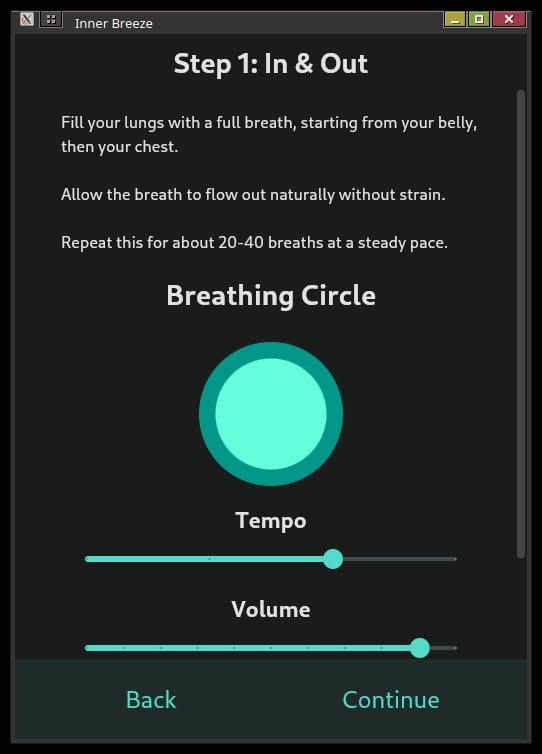 Inner Breeze
Step 1: In & Out
Fill your lungs with a full breath, starting from your belly,
then your chest.
Allow the breath to flow out naturally without strain.
Repeat this for about 20-40 breaths at a steady pace.
Breathing Circle
Tempo
Volume
Back
Continue